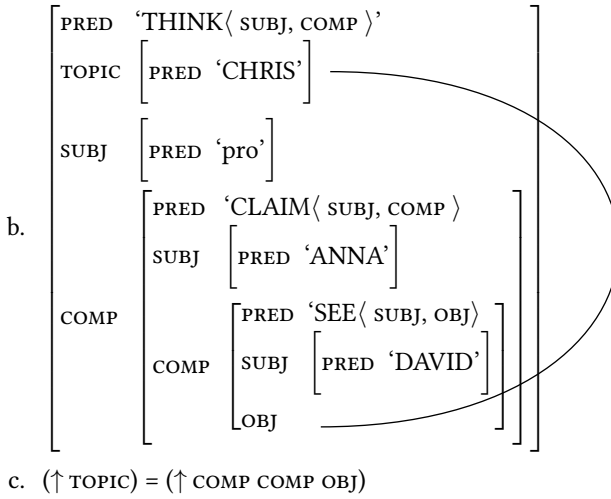 PRED ‘THINK⟨ SUBJ, COMP ⟩’
TOPIC [PRED ‘CHRIS’]
SUBJ [PRED ‘pro’]
PRED ‘CLAIM⟨ SUBJ, COMP ⟩
b.
SUBJ [PRED ‘ANNA’]
COMP
PRED ‘SEE⟨ SUBJ, OBJ⟩
COMP
SUBJ [PRED ‘DAVID’]
OBJ
c. (↑ TOPIC) = (↑ COMP COMP OBJ)